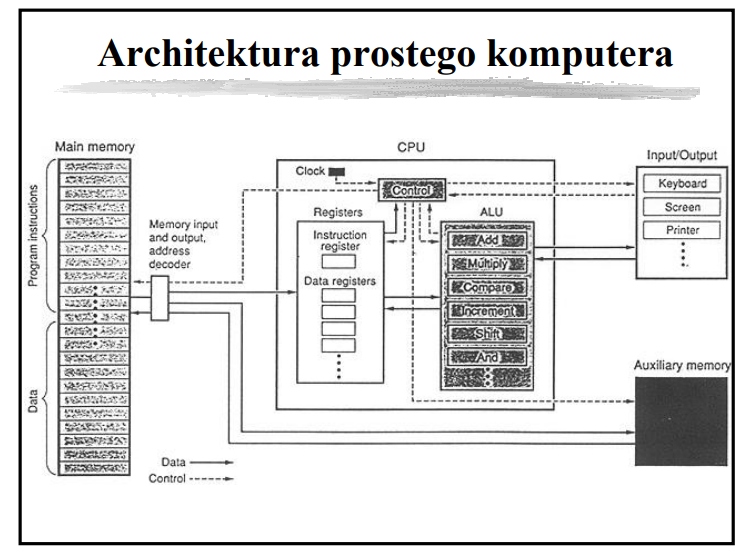 Architektura prostego komputera
Main memory
Program instructions
Data
Memory input
and output,
address
decoder
CPU
Clock
Control
Registers
Instruction
register
Data registers
ALU
Add
Multiply
Compare
Increment
Shift
And
Input/Output
Keyboard
Screen
Printer
Auxiliary memory
Data
Control